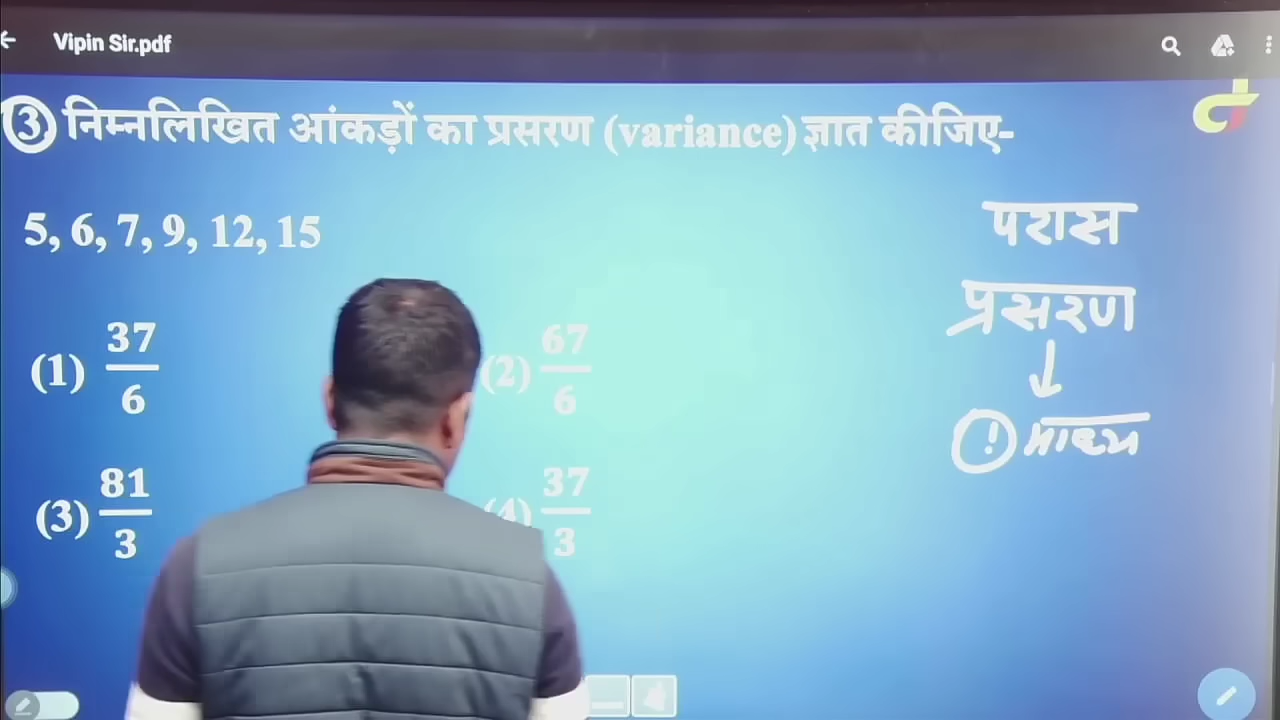 Vipin Sir.pdf
3 निम्नलिखित आंकड़ों का प्रसरण (variance) ज्ञात कीजिए-
5, 6, 7, 9, 12, 15
(1) 37/6
(2) 67/6
(3) 81/3
(4) 37/3
परास
प्रसरण
↓
① माध्य